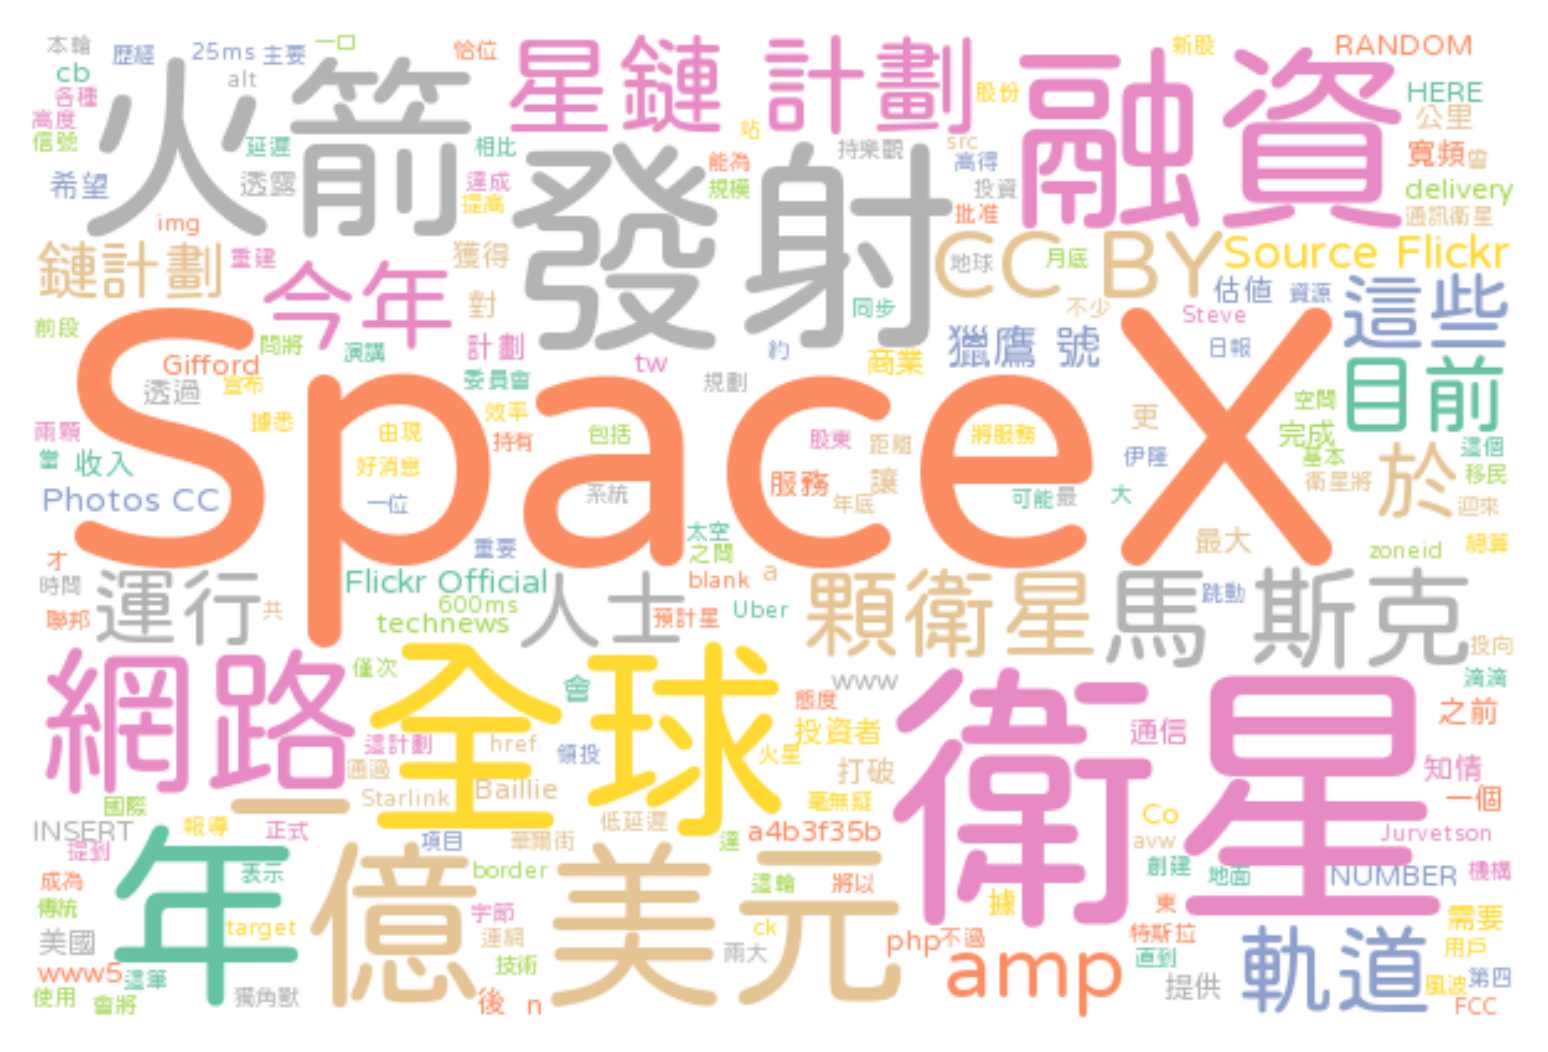 本輪 歷經 25ms 主要 一口 恰位 星鏈 計劃 融資 新股 RANDOM
cb alt 火箭 股份 HERE
各種 公里
高度 站
信號 延遲 相比 發射 能為 持樂觀 src 高得 寬頻 曾
希望 透露 達成 規模 投資 delivery
提高 批准 通訊衛星
img
鏈計劃 重建 今年 獲得 CC BY 地球 月底 Source Flickr
對 同步 不少 估值 資源 這些
前段 問將 演講 計劃 tw 約 商業 獵鷹 號 Steve 日報
Gifford 宣布 委員會 規劃 目前
透過
SpaceX
據悉 效率 更 空間
兩顆 由現 持有 包括 股東 距離 將服務 完成 這個
當 收入 好消息 服務 讓 伊隆 基本 移民 於
Photos CC 一位 系統 年底 可能 最 大 衛星將 迎來
太空
才 重要 之間 最大 zoneid 總算
時間 運行 Flickr Official 人士 blank a 顆衛星 馬 斯克 跳動
共 600ms Uber
聯邦 technews 預計星 投向
網路 僅次 全球 會 www 衛星 滴滴
態度 之前
這計劃 href 領投 火星 投資者 通信
通過 打破 知情
一 Starlink Baillie 毫無疑 一個
國際
INSERT 報導 正式 項目 華爾街 低延遲 達 a4b3f35b Co Jurvetson
提到 avw
年 億 美元
成為 表示 border 這輪 將以 創建 地面 NUMBER 機構
傳統 target 字節 ck 據 東 需要
美國 連網 兩大 php 不過 特斯拉 軌道 用戶
www5 這筆 技術 amp 直到 提供 風波 第四
使用 會將 獨角獸 後 n FCC